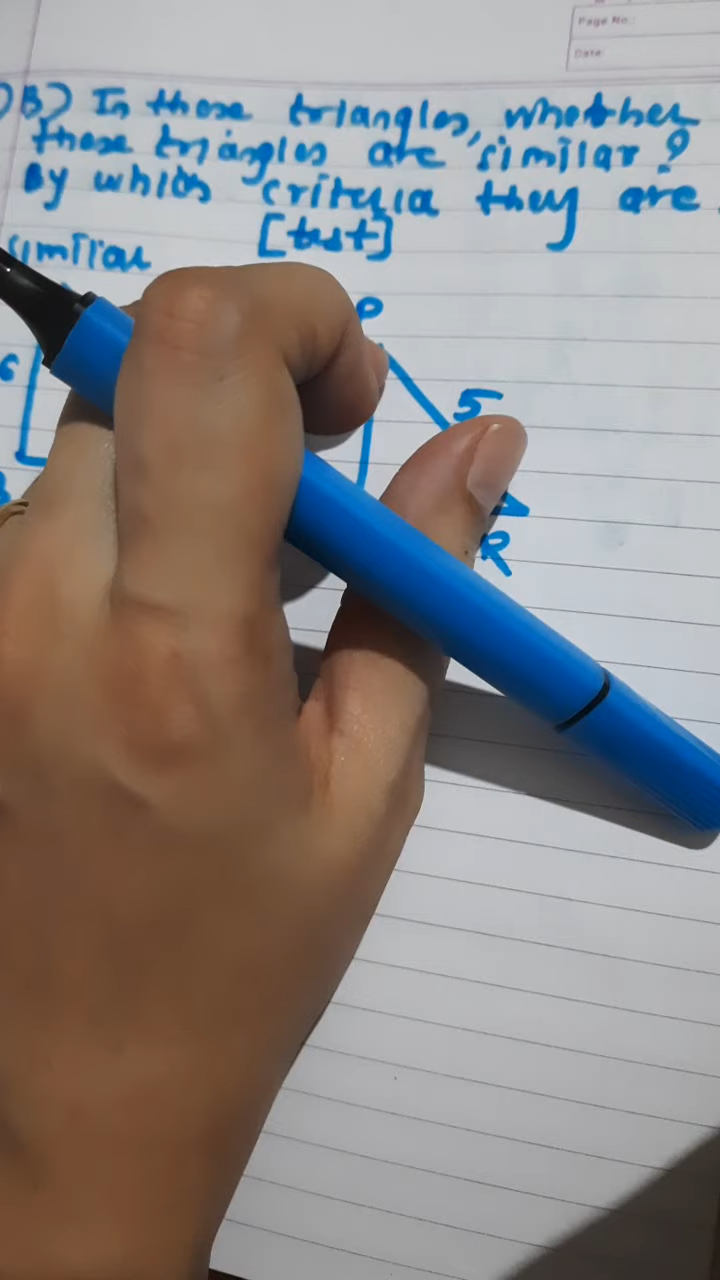 Page No.:
Date:
B) In those triangles, whether
those triangles are similar?
By which criteria they are
similar [test]
P
6
5
R